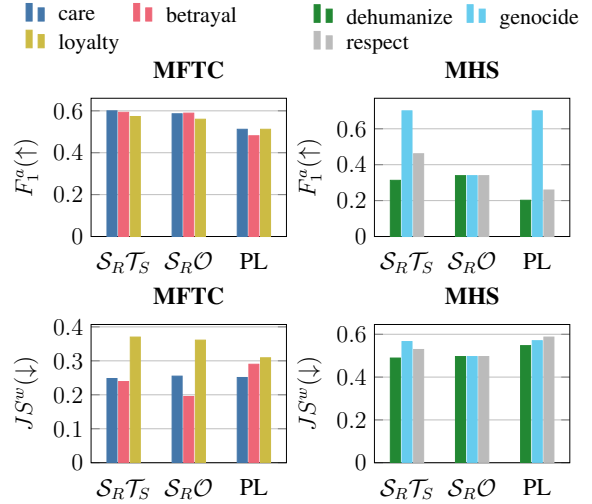 care betrayal
loyalty
dehumanize genocide
respect
MFTC
F₁ᵃ(↑)
0.6
0.4
0.2
0
𝒮_R𝒯_S 𝒮_R𝒪 PL
MHS
F₁ᵃ(↑)
0.6
0.4
0.2
0
𝒮_R𝒯_S 𝒮_R𝒪 PL
MFTC
JSʷ(↓)
0.4
0.3
0.2
0.1
0
𝒮_R𝒯_S 𝒮_R𝒪 PL
MHS
JSʷ(↓)
0.6
0.4
0.2
0
𝒮_R𝒯_S 𝒮_R𝒪 PL